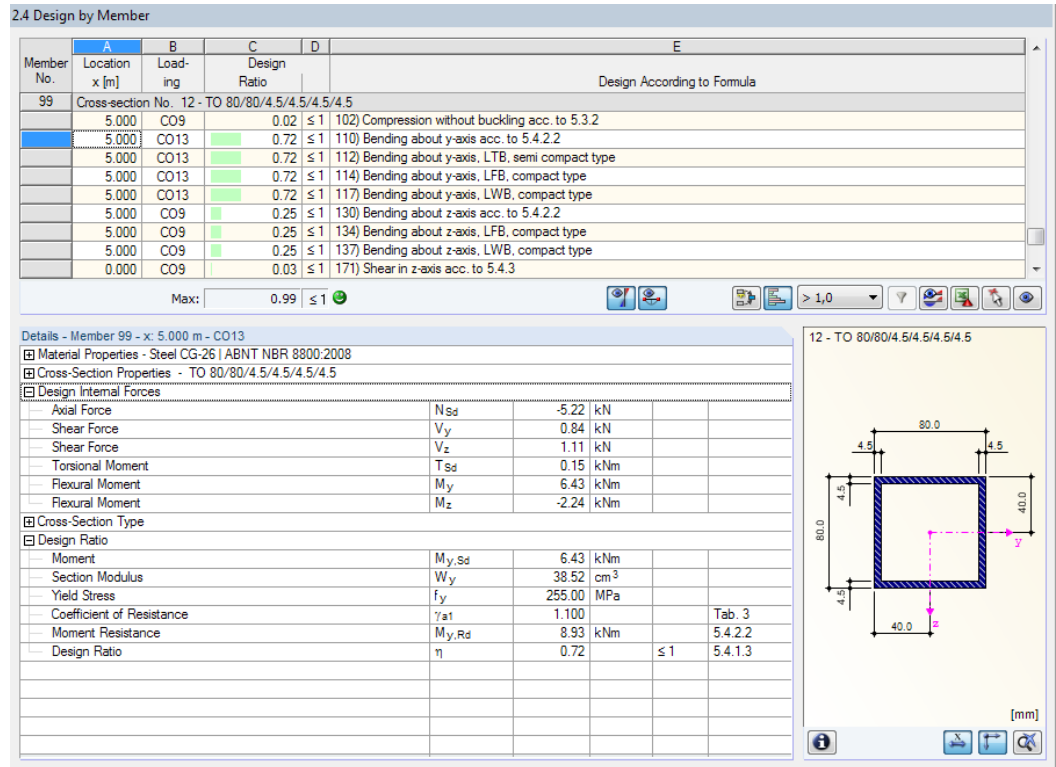 2.4 Design by Member
A B C D E
Member Location Load- Design
No. x [m] ing Ratio Design According to Formula
99 Cross-section No. 12 - TO 80/80/4.5/4.5/4.5/4.5
5.000 CO9 0.02 ≤ 1 102) Compression without buckling acc. to 5.3.2
5.000 CO13 0.72 ≤ 1 110) Bending about y-axis acc. to 5.4.2.2
5.000 CO13 0.72 ≤ 1 112) Bending about y-axis, LTB, semi compact type
5.000 CO13 0.72 ≤ 1 114) Bending about y-axis, LFB, compact type
5.000 CO13 0.72 ≤ 1 117) Bending about y-axis, LWB, compact type
5.000 CO9 0.25 ≤ 1 130) Bending about z-axis acc. to 5.4.2.2
5.000 CO9 0.25 ≤ 1 134) Bending about z-axis, LFB, compact type
5.000 CO9 0.25 ≤ 1 137) Bending about z-axis, LWB, compact type
0.000 CO9 0.03 ≤ 1 171) Shear in z-axis acc. to 5.4.3
Max: 0.99 ≤ 1 > 1,0
Details - Member 99 - x: 5.000 m - CO13
Material Properties - Steel CG-26 | ABNT NBR 8800:2008
Cross-Section Properties - TO 80/80/4.5/4.5/4.5/4.5
Design Internal Forces
Axial Force NSd -5.22 kN
Shear Force Vy 0.84 kN
Shear Force Vz 1.11 kN
Torsional Moment TSd 0.15 kNm
Flexural Moment My 6.43 kNm
Flexural Moment Mz -2.24 kNm
Cross-Section Type
Design Ratio
Moment My,Sd 6.43 kNm
Section Modulus Wy 38.52 cm3
Yield Stress fy 255.00 MPa
Coefficient of Resistance γa1 1.100 Tab. 3
Moment Resistance My,Rd 8.93 kNm 5.4.2.2
Design Ratio η 0.72 ≤ 1 5.4.1.3
12 - TO 80/80/4.5/4.5/4.5/4.5
80.0
4.5 4.5
4.5
40.0
80.0
y
4.5
40.0
z
[mm]